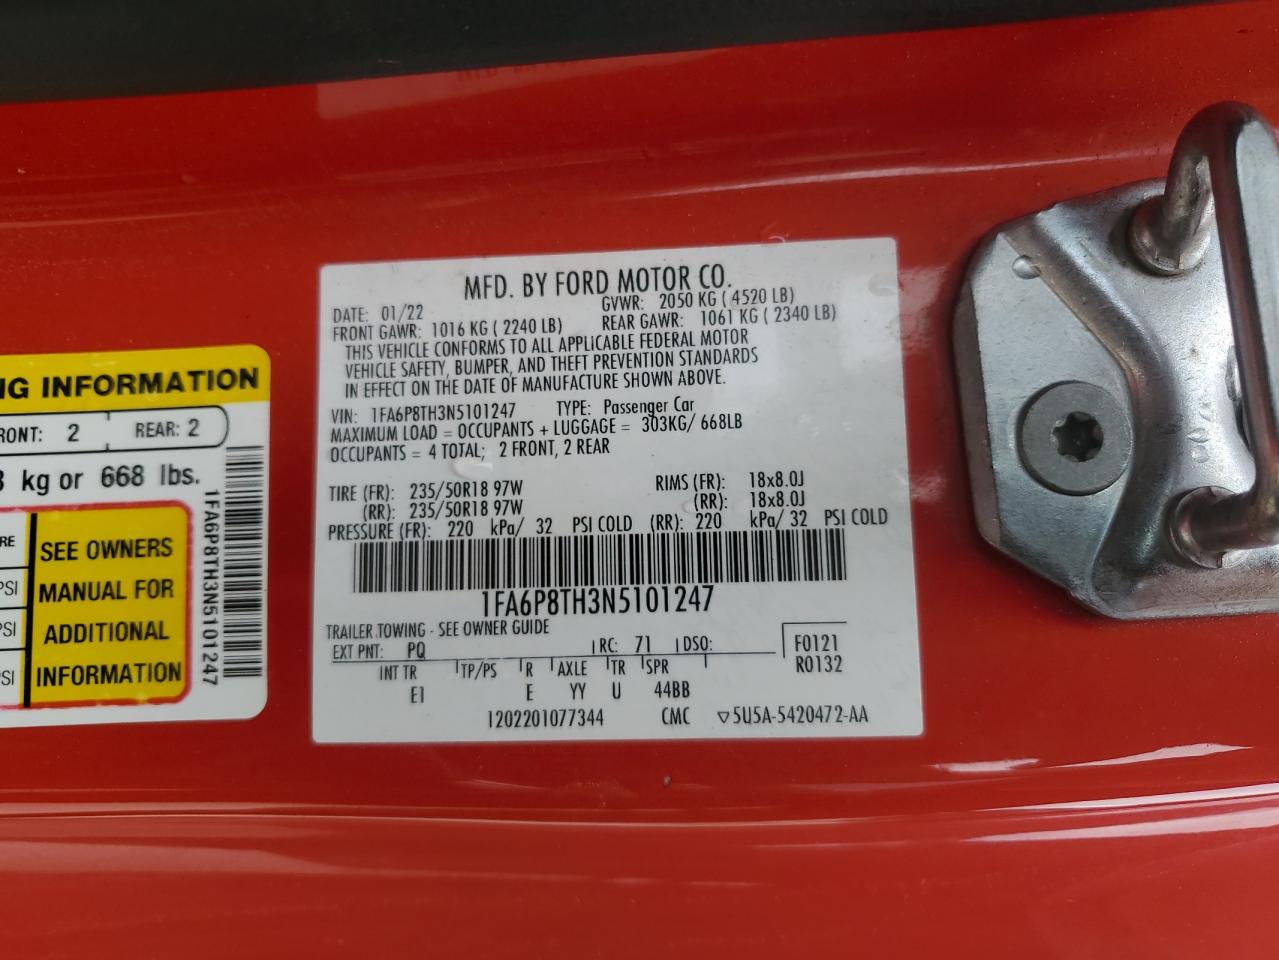 MFD. BY FORD MOTOR CO.
DATE: 01/22 GVWR: 2050 KG ( 4520 LB)
FRONT GAWR: 1016 KG ( 2240 LB) REAR GAWR: 1061 KG ( 2340 LB)
THIS VEHICLE CONFORMS TO ALL APPLICABLE FEDERAL MOTOR
VEHICLE SAFETY, BUMPER, AND THEFT PREVENTION STANDARDS
IN EFFECT ON THE DATE OF MANUFACTURE SHOWN ABOVE.
VIN: 1FA6P8TH3N5101247 TYPE: Passenger Car
MAXIMUM LOAD = OCCUPANTS + LUGGAGE = 303KG/ 668LB
OCCUPANTS = 4 TOTAL; 2 FRONT, 2 REAR
TIRE (FR): 235/50R18 97W RIMS (FR): 18x8.0J
(RR): 235/50R18 97W (RR): 18x8.0J
PRESSURE (FR): 220 kPa/ 32 PSI COLD (RR): 220 kPa/ 32 PSI COLD
1FA6P8TH3N5101247
TRAILER TOWING - SEE OWNER GUIDE
EXT PNT: PQ RC: 71 DSO: F0121
R0132
INT TR TP/PS R AXLE TR SPR
EI E YY U 44BB
1202201077344 CMC ▽5U5A-5420472-AA
NG INFORMATION
RONT: 2 REAR: 2
3 kg or 668 lbs.
RE
PSI
PSI
PSI
SEE OWNERS
MANUAL FOR
ADDITIONAL
INFORMATION
1FA6P8TH3N5101247